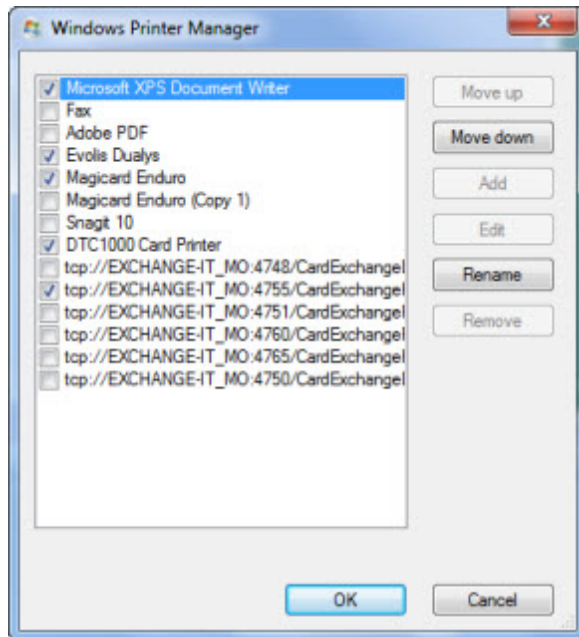 Windows Printer Manager
Microsoft XPS Document Writer
Fax
Adobe PDF
Evolis Dualys
Magicard Enduro
Magicard Enduro (Copy 1)
Snagit 10
DTC1000 Card Printer
tcp://EXCHANGE-IT_MO:4748/CardExchangeI
tcp://EXCHANGE-IT_MO:4755/CardExchangeI
tcp://EXCHANGE-IT_MO:4751/CardExchangeI
tcp://EXCHANGE-IT_MO:4760/CardExchangeI
tcp://EXCHANGE-IT_MO:4765/CardExchangeI
tcp://EXCHANGE-IT_MO:4750/CardExchangeI
Move up
Move down
Add
Edit
Rename
Remove
OK
Cancel